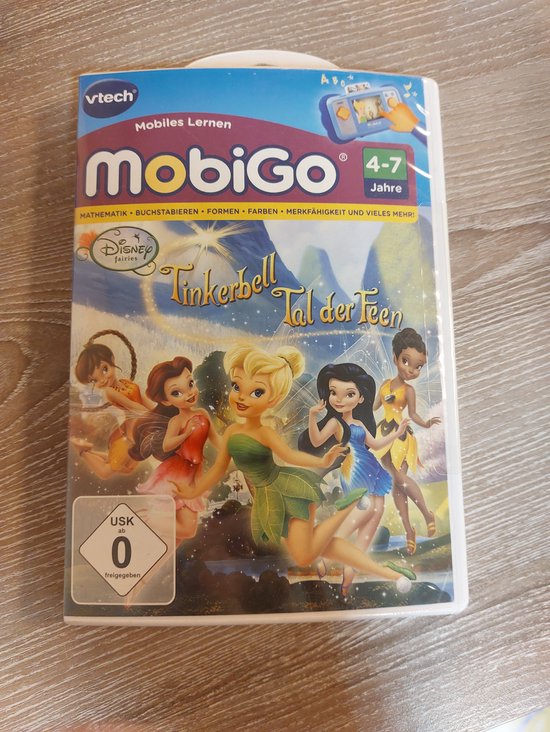 vtech®
ABC
Mobiles Lernen
MobiGo®
4-7
Jahre
MATHEMATIK • BUCHSTABIEREN • FORMEN • FARBEN • MERKFÄHIGKEIT UND VIELES MEHR!
Disney
fairies
Tinkerbell
Tal der Feen
USK
ab
0
freigegeben